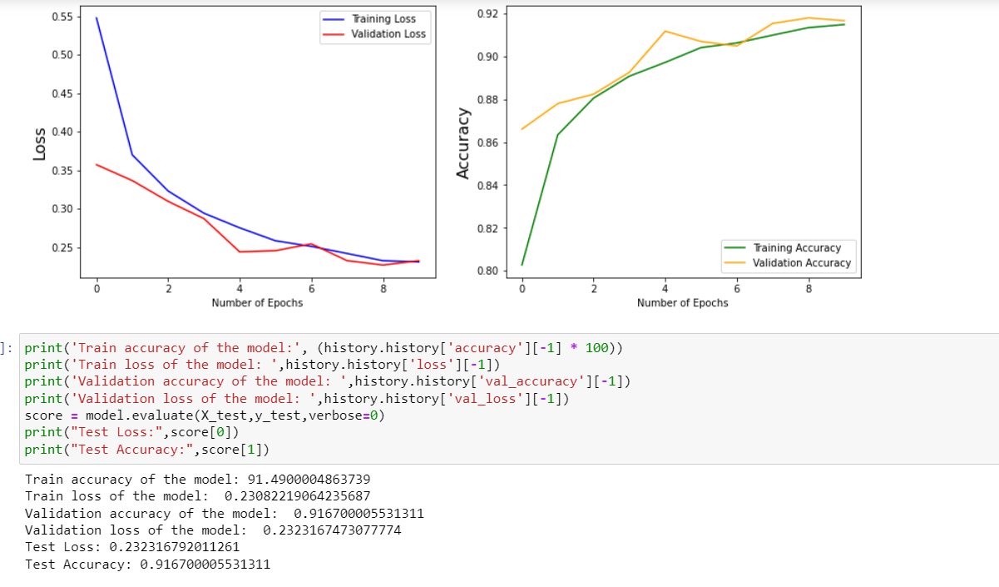 0.55
0.50
0.45
0.40
0.35
0.30
0.25
Loss
Training Loss
Validation Loss
0 2 4 6 8
Number of Epochs
0.92
0.90
0.88
0.86
0.84
0.82
0.80
Accuracy
Training Accuracy
Validation Accuracy
0 2 4 6 8
Number of Epochs
]: print('Train accuracy of the model:', (history.history['accuracy'][-1] * 100))
print('Train loss of the model: ',history.history['loss'][-1])
print('Validation accuracy of the model: ',history.history['val_accuracy'][-1])
print('Validation loss of the model: ',history.history['val_loss'][-1])
score = model.evaluate(X_test,y_test,verbose=0)
print("Test Loss:",score[0])
print("Test Accuracy:",score[1])
Train accuracy of the model: 91.4900004863739
Train loss of the model:  0.23082219064235687
Validation accuracy of the model:  0.916700005531311
Validation loss of the model:  0.2323167473077774
Test Loss: 0.232316792011261
Test Accuracy: 0.916700005531311